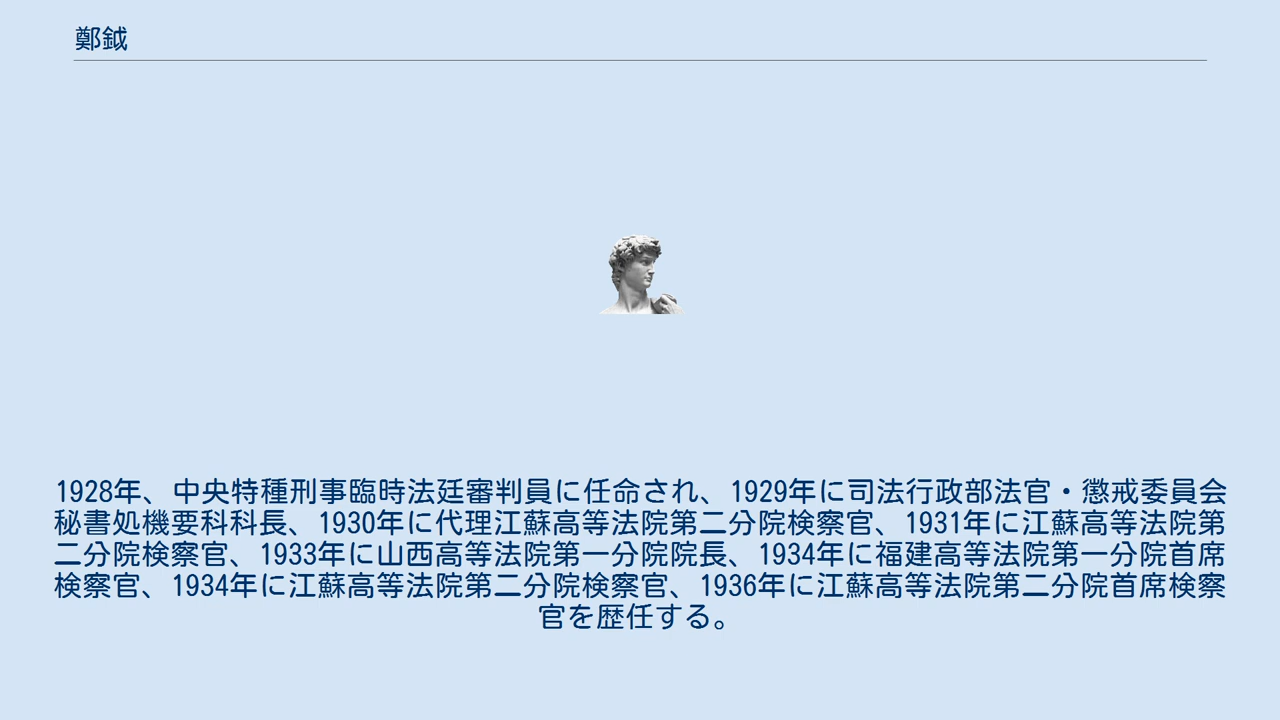 鄭鉞
1928年、中央特種刑事臨時法廷審判員に任命され、1929年に司法行政部法官・懲戒委員会
秘書処機要科科長、1930年に代理江蘇高等法院第二分院検察官、1931年に江蘇高等法院第
二分院検察官、1933年に山西高等法院第一分院院長、1934年に福建高等法院第一分院首席
検察官、1934年に江蘇高等法院第二分院検察官、1936年に江蘇高等法院第二分院首席検察
官を歴任する。